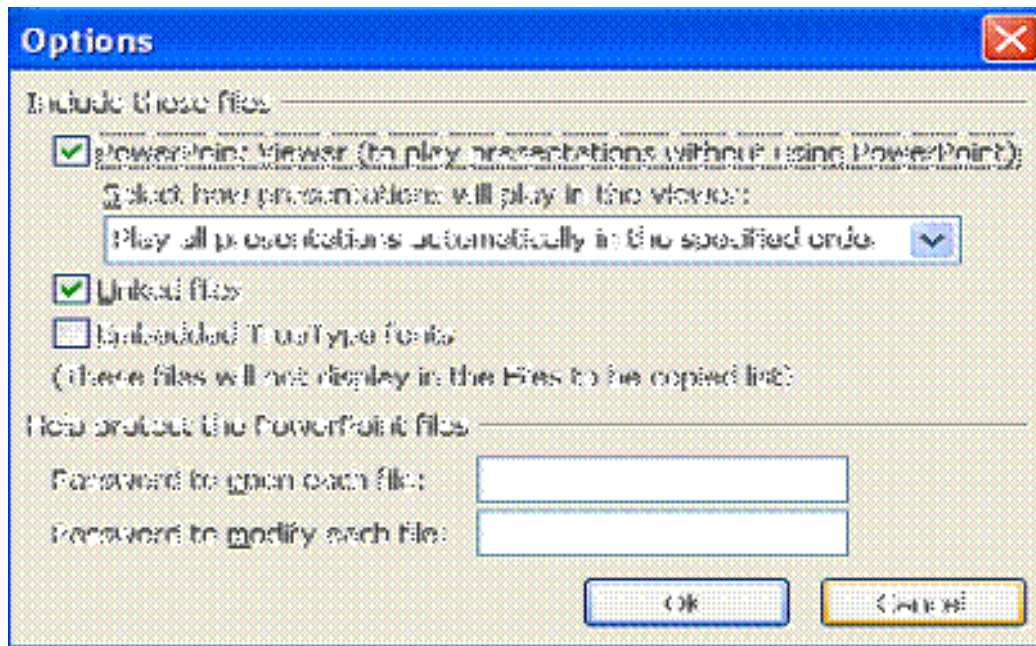 Options
Include these files
PowerPoint Viewer (to play presentations without using PowerPoint)
Select how presentations will play in the viewer:
Play all presentations automatically in the specified orde
Linked files
Embedded TrueType fonts
(These files will not display in the Files to be copied list)
Help protect the PowerPoint files
Password to open each file:
Password to modify each file:
OK
Cancel